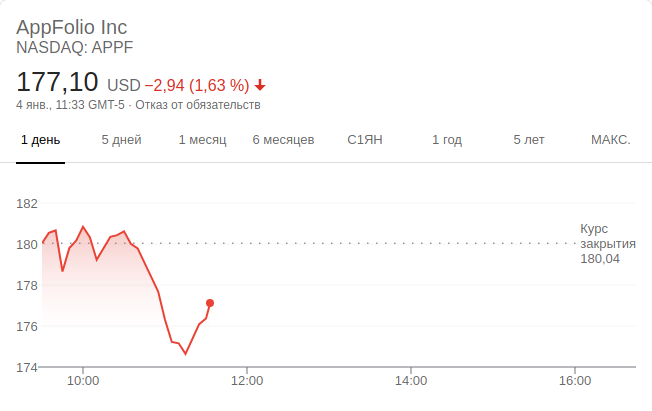 AppFolio Inc
NASDAQ: APPF
177,10 USD −2,94 (1,63 %)
4 янв., 11:33 GMT-5 · Отказ от обязательств
1 день 5 дней 1 месяц 6 месяцев С1ЯН 1 год 5 лет МАКС.
182
180
178
176
174
Курс
закрытия
180,04
10:00 12:00 14:00 16:00